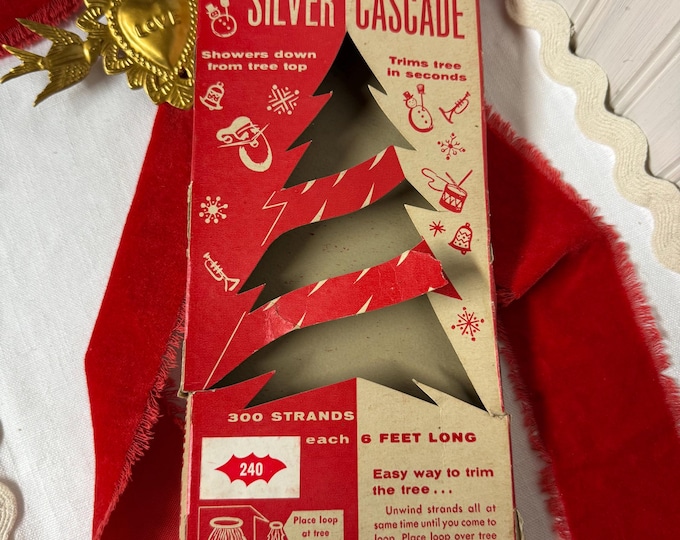 LOVE
SILVER CASCADE
Showers down
from tree top
Trims tree
in seconds
300 STRANDS
each 6 FEET LONG
240
Easy way to trim
the tree...
Unwind strands all at
same time until you come to
loop. Place loop over tree
Place loop
at tree